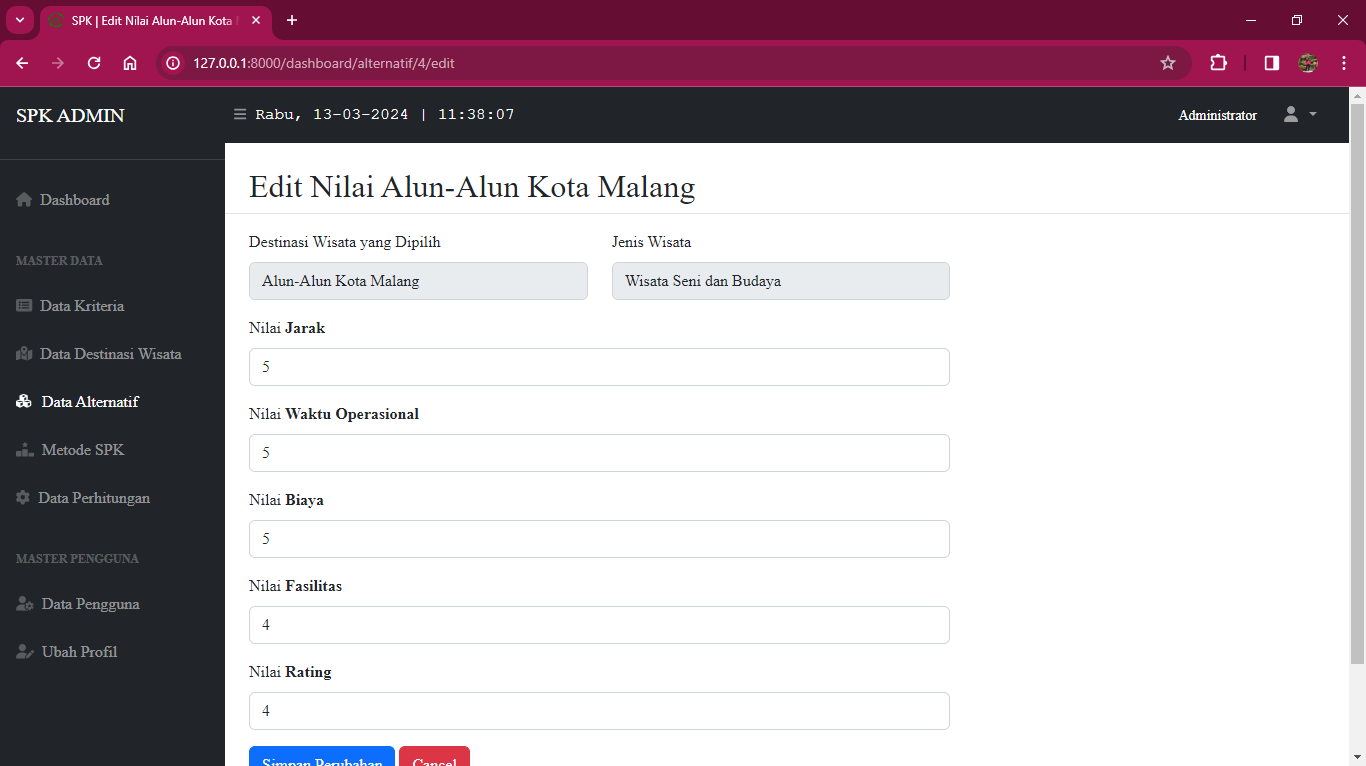 SPK | Edit Nilai Alun-Alun Kota
127.0.0.1:8000/dashboard/alternatif/4/edit
SPK ADMIN
Rabu, 13-03-2024 | 11:38:07
Administrator
Dashboard
MASTER DATA
Data Kriteria
Data Destinasi Wisata
Data Alternatif
Metode SPK
Data Perhitungan
MASTER PENGGUNA
Data Pengguna
Ubah Profil
Edit Nilai Alun-Alun Kota Malang
Destinasi Wisata yang Dipilih
Alun-Alun Kota Malang
Jenis Wisata
Wisata Seni dan Budaya
Nilai Jarak
5
Nilai Waktu Operasional
5
Nilai Biaya
5
Nilai Fasilitas
4
Nilai Rating
4
Simpan Perubahan
Cancel